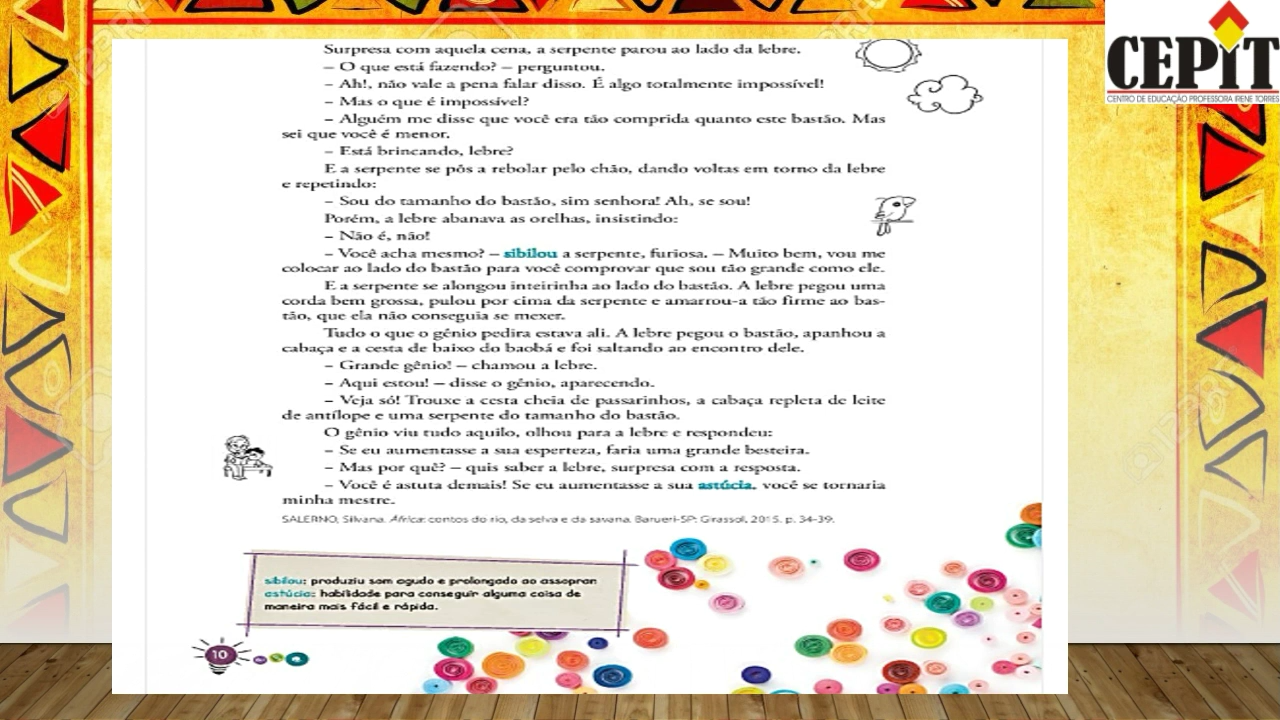 CEPIT
CENTRO DE EDUCAÇÃO PROFESSORA IRENE TORRES
Surpresa com aquela cena, a serpente parou ao lado da lebre.
– O que está fazendo? – perguntou.
– Ah!, não vale a pena falar disso. É algo totalmente impossível!
– Mas o que é impossível?
– Alguém me disse que você era tão comprida quanto este bastão. Mas
sei que você é menor.
– Está brincando, lebre?
E a serpente se pôs a rebolar pelo chão, dando voltas em torno da lebre
e repetindo:
– Sou do tamanho do bastão, sim senhora! Ah, se sou!
Porém, a lebre abanava as orelhas, insistindo:
– Não é, não!
– Você acha mesmo? – sibilou a serpente, furiosa. – Muito bem, vou me
colocar ao lado do bastão para você comprovar que sou tão grande como ele.
E a serpente se alongou inteirinha ao lado do bastão. A lebre pegou uma
corda bem grossa, pulou por cima da serpente e amarrou-a tão firme ao bas-
tão, que ela não conseguia se mexer.
Tudo o que o gênio pedira estava ali. A lebre pegou o bastão, apanhou a
cabaça e a cesta de baixo do baobá e foi saltando ao encontro dele.
– Grande gênio! – chamou a lebre.
– Aqui estou! – disse o gênio, aparecendo.
– Veja só! Trouxe a cesta cheia de passarinhos, a cabaça repleta de leite
de antílope e uma serpente do tamanho do bastão.
O gênio viu tudo aquilo, olhou para a lebre e respondeu:
– Se eu aumentasse a sua esperteza, faria uma grande besteira.
– Mas por quê? – quis saber a lebre, surpresa com a resposta.
– Você é astuta demais! Se eu aumentasse a sua astúcia, você se tornaria
minha mestre.
SALERNO, Silvana. África: contos do rio, da selva e da savana. Barueri-SP: Girassol, 2015. p. 34-39.
sibilou: produziu som agudo e prolongado ao assoprar.
astúcia: habilidade para conseguir alguma coisa de
maneira mais fácil e rápida.
10